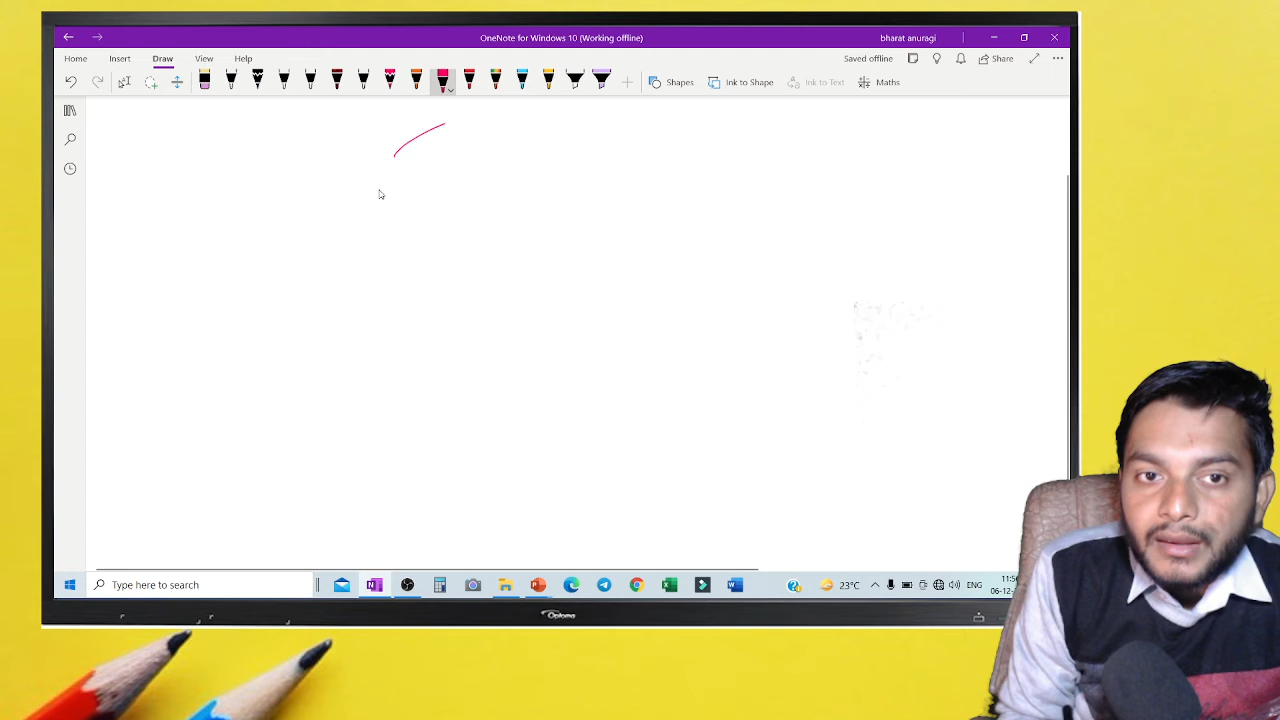 OneNote for Windows 10 (Working offline)
bharat anuragi
Home Insert Draw View Help
Saved offline
Share
Shapes
Ink to Shape
Ink to Text
Maths
Type here to search
23°C
ENG
Optoma